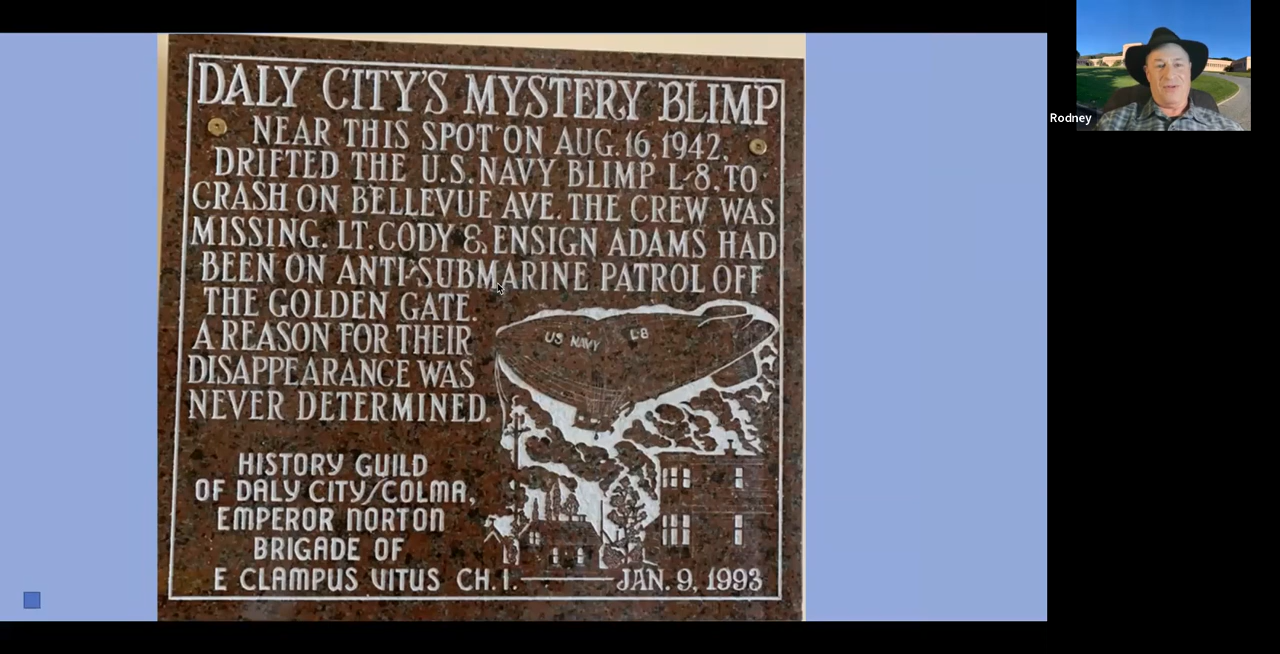 DALY CITY'S MYSTERY BLIMP
NEAR THIS SPOT ON AUG. 16, 1942,
DRIFTED THE U.S. NAVY BLIMP L-8, TO
CRASH ON BELLEVUE AVE. THE CREW WAS
MISSING. LT. CODY & ENSIGN ADAMS HAD
BEEN ON ANTI-SUBMARINE PATROL OFF
THE GOLDEN GATE.
A REASON FOR THEIR
DISAPPEARANCE WAS
NEVER DETERMINED.
US NAVY L-8
HISTORY GUILD
OF DALY CITY/COLMA,
EMPEROR NORTON
BRIGADE OF
E CLAMPUS VITUS CH. 1. JAN. 9, 1993
Rodney